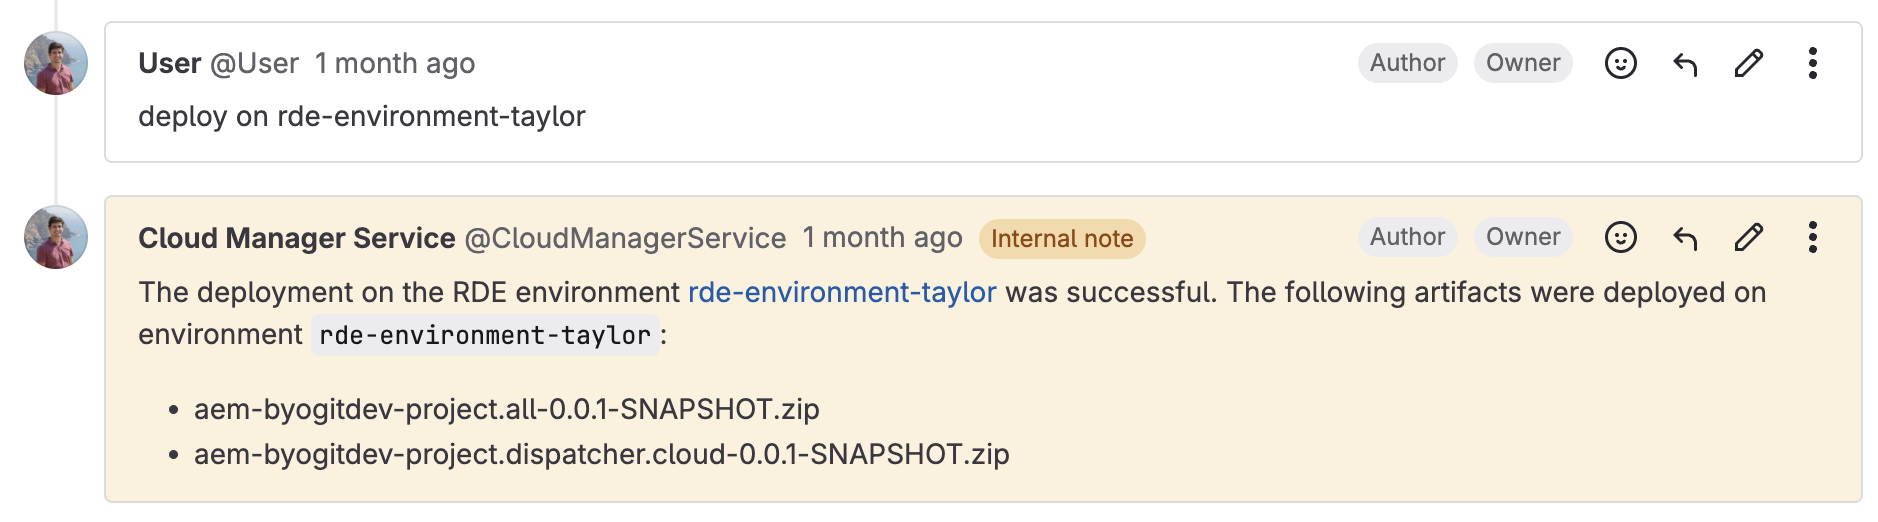 User @User 1 month ago Author Owner
deploy on rde-environment-taylor
Cloud Manager Service @CloudManagerService 1 month ago Internal note Author Owner
The deployment on the RDE environment rde-environment-taylor was successful. The following artifacts were deployed on
environment rde-environment-taylor:
• aem-byogitdev-project.all-0.0.1-SNAPSHOT.zip
• aem-byogitdev-project.dispatcher.cloud-0.0.1-SNAPSHOT.zip